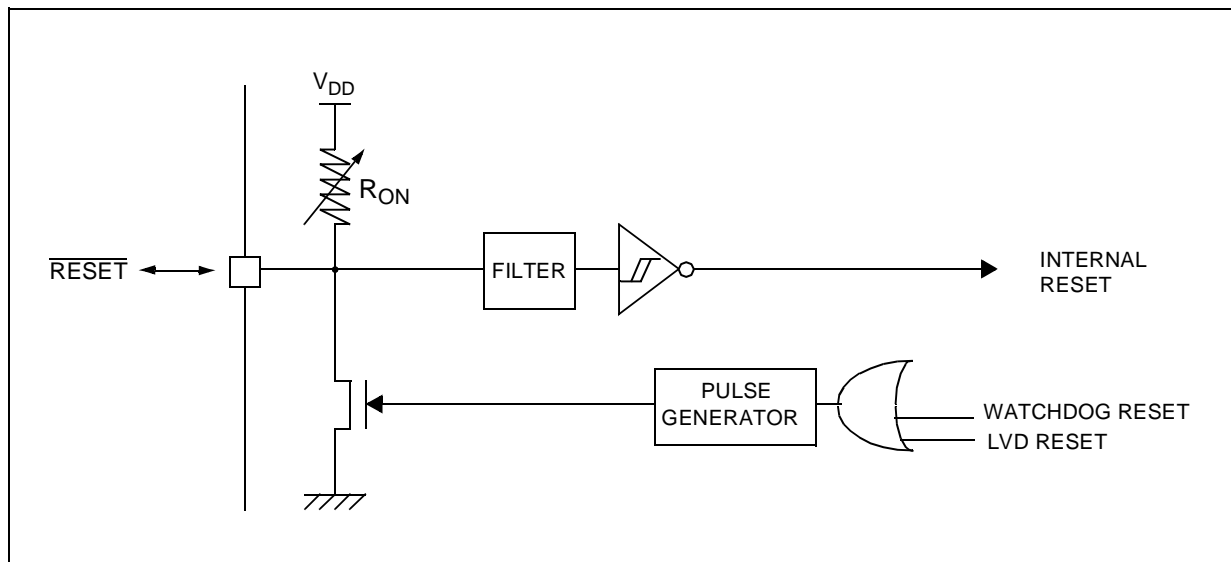 VDD
RON
RESET
FILTER
INTERNAL
RESET
PULSE
GENERATOR
WATCHDOG RESET
LVD RESET